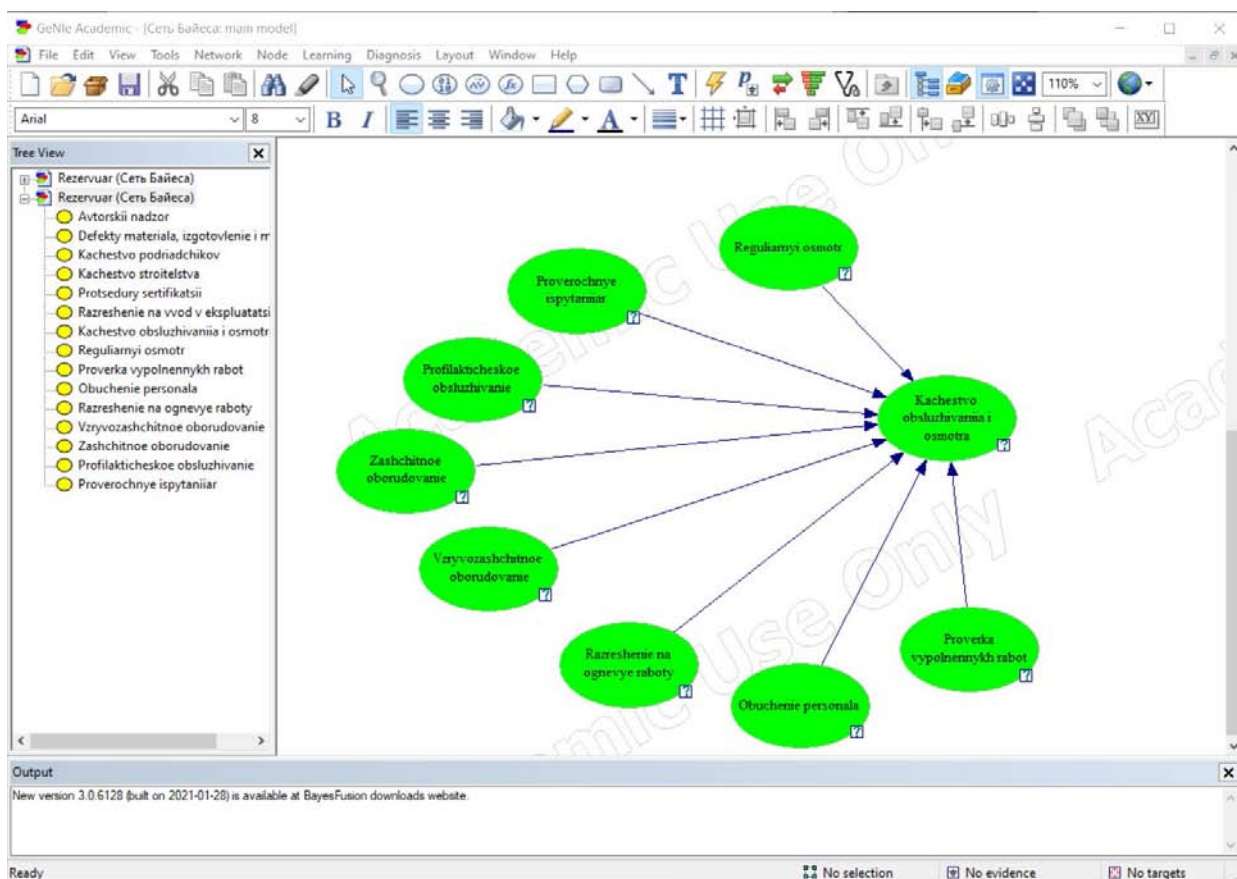 GeNIe Academic - [Сеть Байеса: main model]
File Edit View Tools Network Node Learning Diagnosis Layout Window Help
110%
Arial 8 B I A
Tree View
Rezervuar (Сеть Байеса)
Rezervuar (Сеть Байеса)
Avtorskii nadzor
Defekty materiala, izgotovlenie i m
Kachestvo podriadchikov
Kachestvo stroitelstva
Protsedury sertifikatsii
Razreshenie na vvod v ekspluatatsi
Kachestvo obsluzhivaniia i osmotr
Reguliarnyi osmotr
Proverka vypolnennykh rabot
Obuchenie personala
Razreshenie na ognevye raboty
Vzryvozashchitnoe oborudovanie
Zashchitnoe oborudovanie
Profilakticheskoe obsluzhivanie
Proverochnye ispytaniiar
Reguliarnyi osmotr
Proverochnye
ispytaniiar
Profilakticheskoe
obsluzhivanie
Kachestvo
obsluzhivaniia i
osmotra
Zashchitnoe
oborudovanie
Vzryvozashchitnoe
oborudovanie
Razreshenie na
ognevye raboty
Proverka
vypolnennykh rabot
Obuchenie personala
Academic Use Only
Output
New version 3.0.6128 (built on 2021-01-28) is available at BayesFusion downloads website.
Ready No selection No evidence No targets